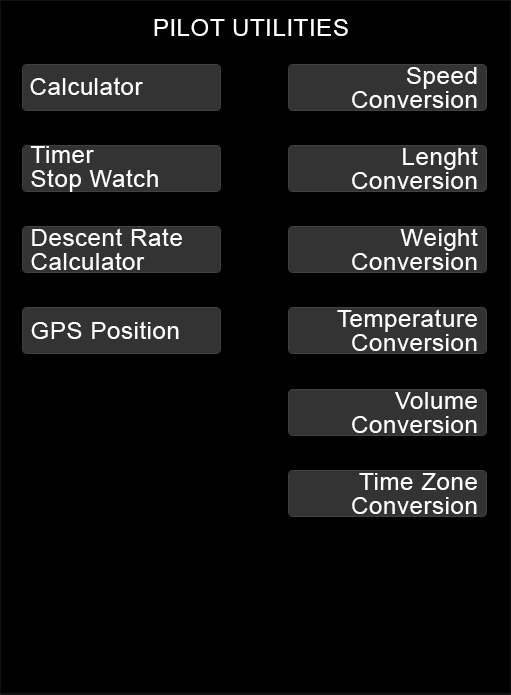 PILOT UTILITIES
Calculator
Speed
Conversion
Timer
Stop Watch
Lenght
Conversion
Descent Rate
Calculator
Weight
Conversion
GPS Position
Temperature
Conversion
Volume
Conversion
Time Zone
Conversion